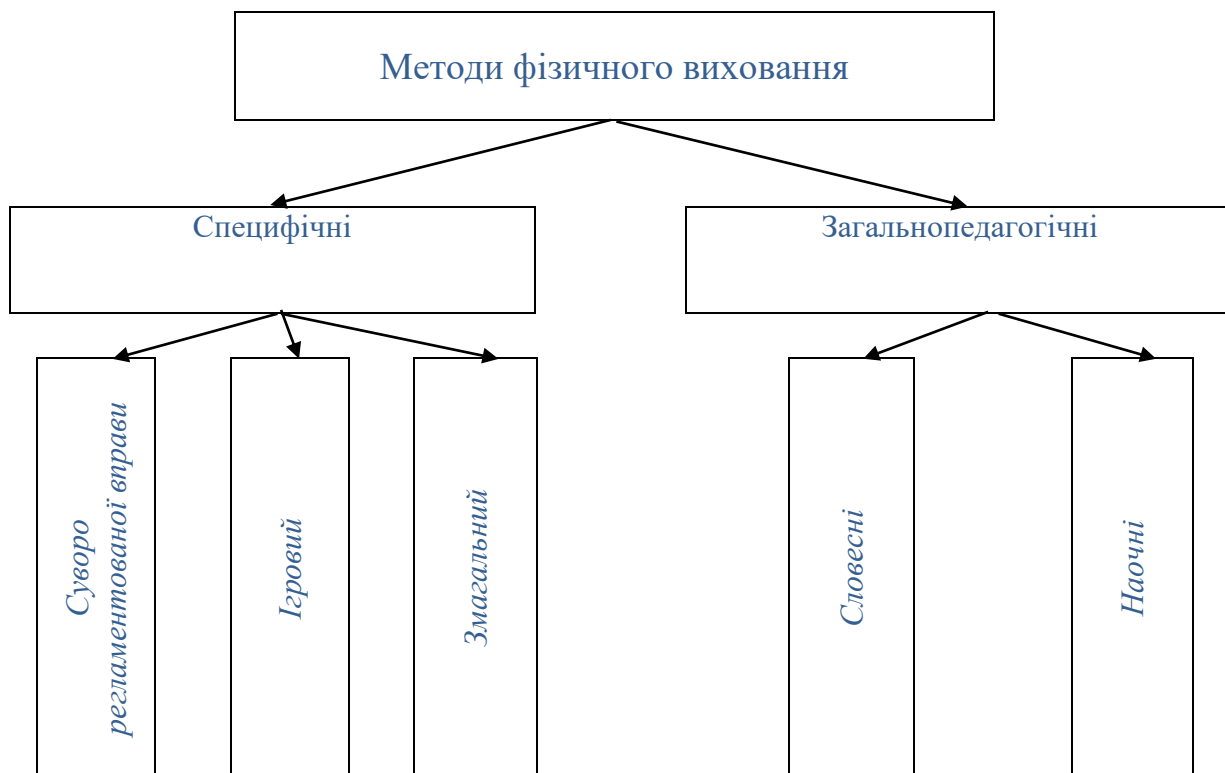 Методи фізичного виховання
Специфічні
Загальнопедагогічні
Суворо
регламентованої вправи
Ігровий
Змагальний
Словесні
Наочні